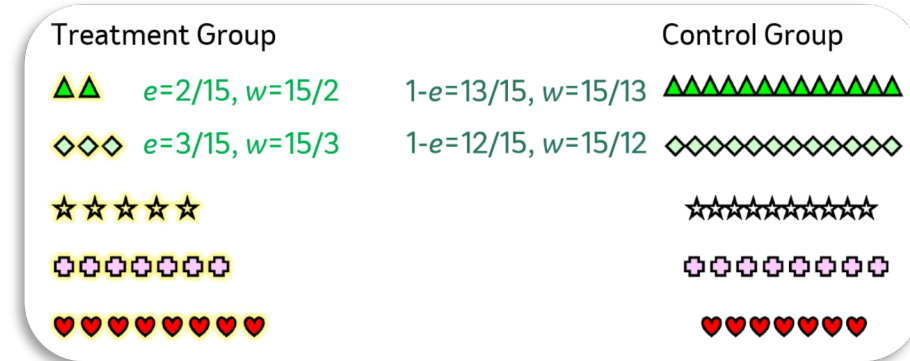 Treatment Group Control Group
e=2/15, w=15/2 1-e=13/15, w=15/13
e=3/15, w=15/3 1-e=12/15, w=15/12